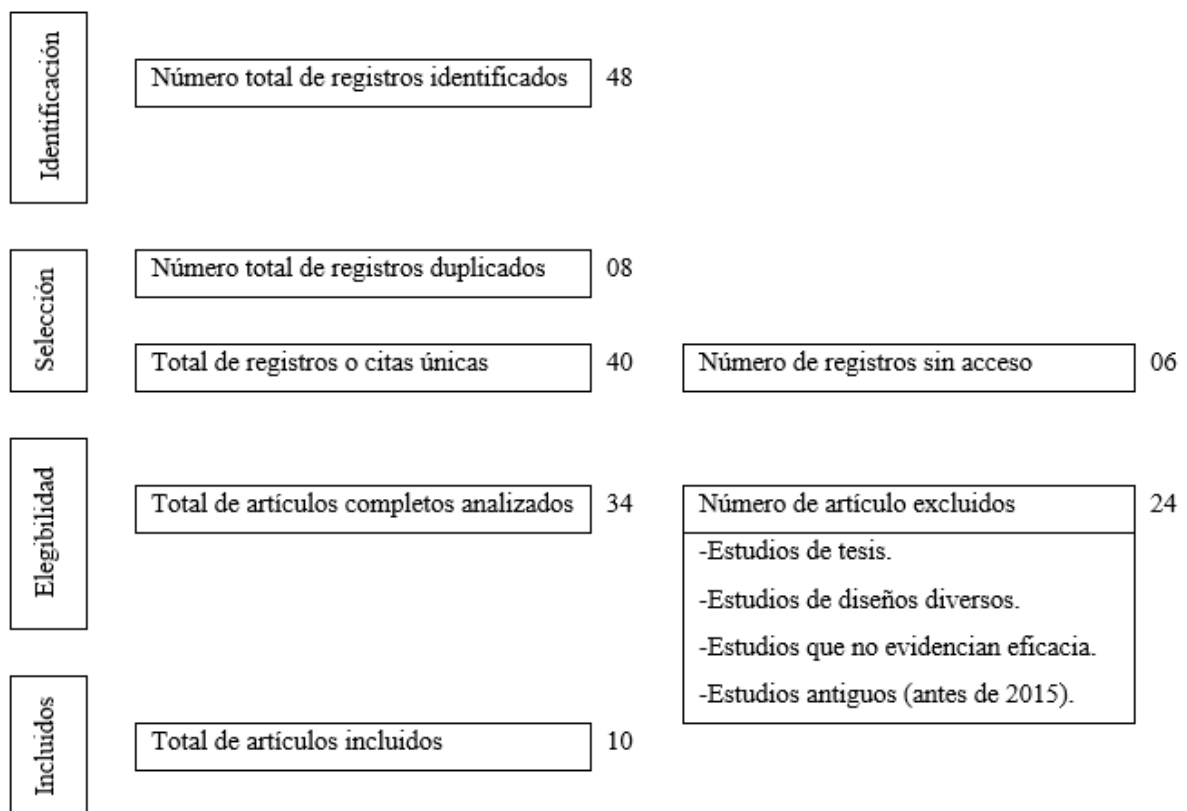 Identificación
Número total de registros identificados 48
Selección
Número total de registros duplicados 08
Total de registros o citas únicas 40
Número de registros sin acceso 06
Elegibilidad
Total de artículos completos analizados 34
Número de artículo excluidos 24
-Estudios de tesis.
-Estudios de diseños diversos.
-Estudios que no evidencian eficacia.
-Estudios antiguos (antes de 2015).
Incluidos
Total de artículos incluidos 10